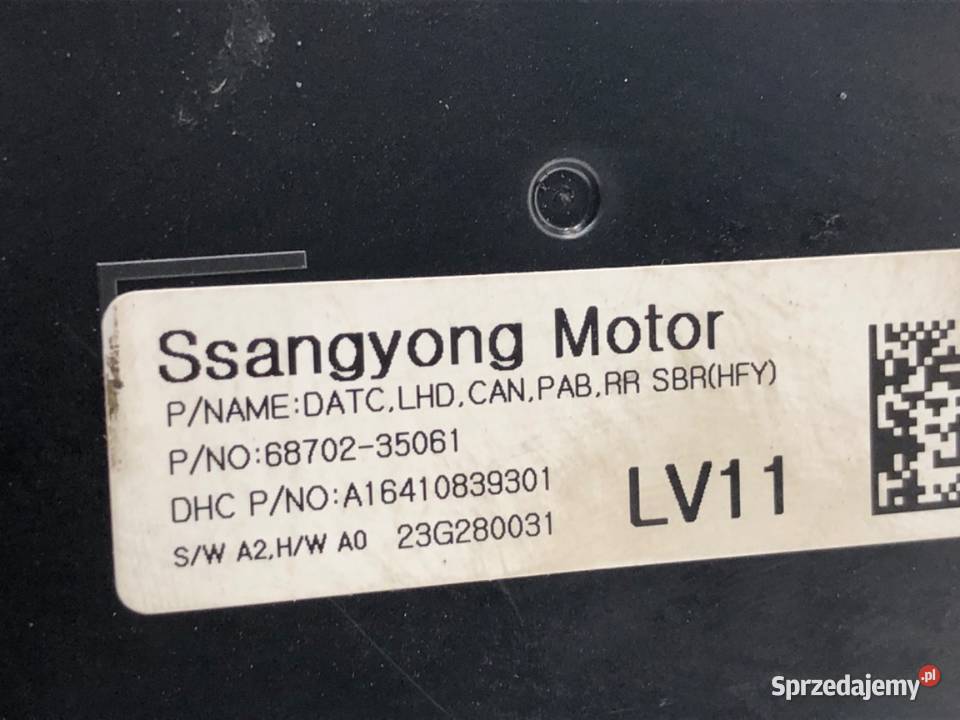 Ssangyong Motor
P/NAME:DATC,LHD,CAN,PAB,RR SBR(HFY)
P/NO:68702-35061
DHC P/NO:A16410839301
LV11
S/W A2,H/W A0 23G280031
Sprzedajemy.pl